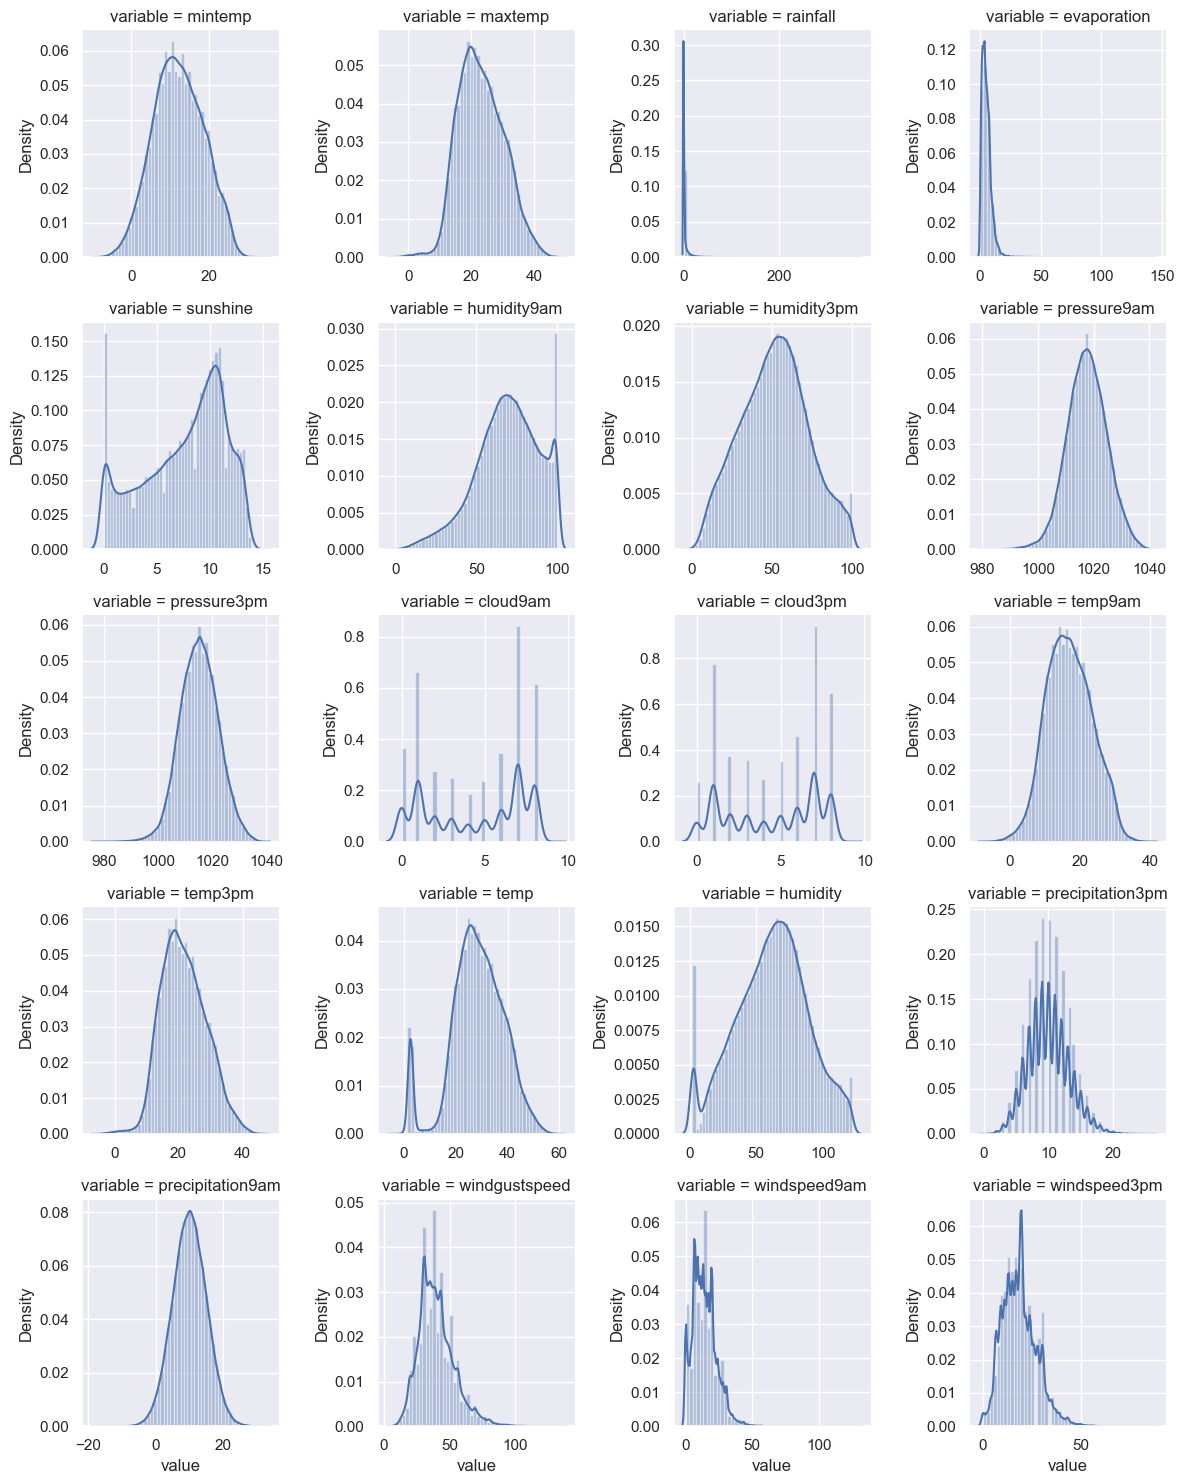 variable = mintemp
variable = maxtemp
variable = rainfall
variable = evaporation
Density
0.06
0.05
0.04
0.03
0.02
0.01
0.00
0 20
Density
0.05
0.04
0.03
0.02
0.01
0.00
0 20 40
Density
0.30
0.25
0.20
0.15
0.10
0.05
0.00
0 200
Density
0.12
0.10
0.08
0.06
0.04
0.02
0.00
0 50 100 150
variable = sunshine
variable = humidity9am
variable = humidity3pm
variable = pressure9am
Density
0.150
0.125
0.100
0.075
0.050
0.025
0.000
0 5 10 15
Density
0.030
0.025
0.020
0.015
0.010
0.005
0.000
0 50 100
Density
0.020
0.015
0.010
0.005
0.000
0 50 100
Density
0.06
0.05
0.04
0.03
0.02
0.01
0.00
980 1000 1020 1040
variable = pressure3pm
variable = cloud9am
variable = cloud3pm
variable = temp9am
Density
0.06
0.05
0.04
0.03
0.02
0.01
0.00
980 1000 1020 1040
Density
0.8
0.6
0.4
0.2
0.0
0 5 10
Density
0.8
0.6
0.4
0.2
0.0
0 5 10
Density
0.06
0.05
0.04
0.03
0.02
0.01
0.00
0 20 40
variable = temp3pm
variable = temp
variable = humidity
variable = precipitation3pm
Density
0.06
0.05
0.04
0.03
0.02
0.01
0.00
0 20 40
Density
0.04
0.03
0.02
0.01
0.00
0 20 40 60
Density
0.0150
0.0125
0.0100
0.0075
0.0050
0.0025
0.0000
0 50 100
Density
0.25
0.20
0.15
0.10
0.05
0.00
0 10 20
variable = precipitation9am
variable = windgustspeed
variable = windspeed9am
variable = windspeed3pm
Density
0.08
0.06
0.04
0.02
0.00
−20 0 20
value
Density
0.05
0.04
0.03
0.02
0.01
0.00
0 50 100
value
Density
0.06
0.05
0.04
0.03
0.02
0.01
0.00
0 50 100
value
Density
0.06
0.05
0.04
0.03
0.02
0.01
0.00
0 50
value